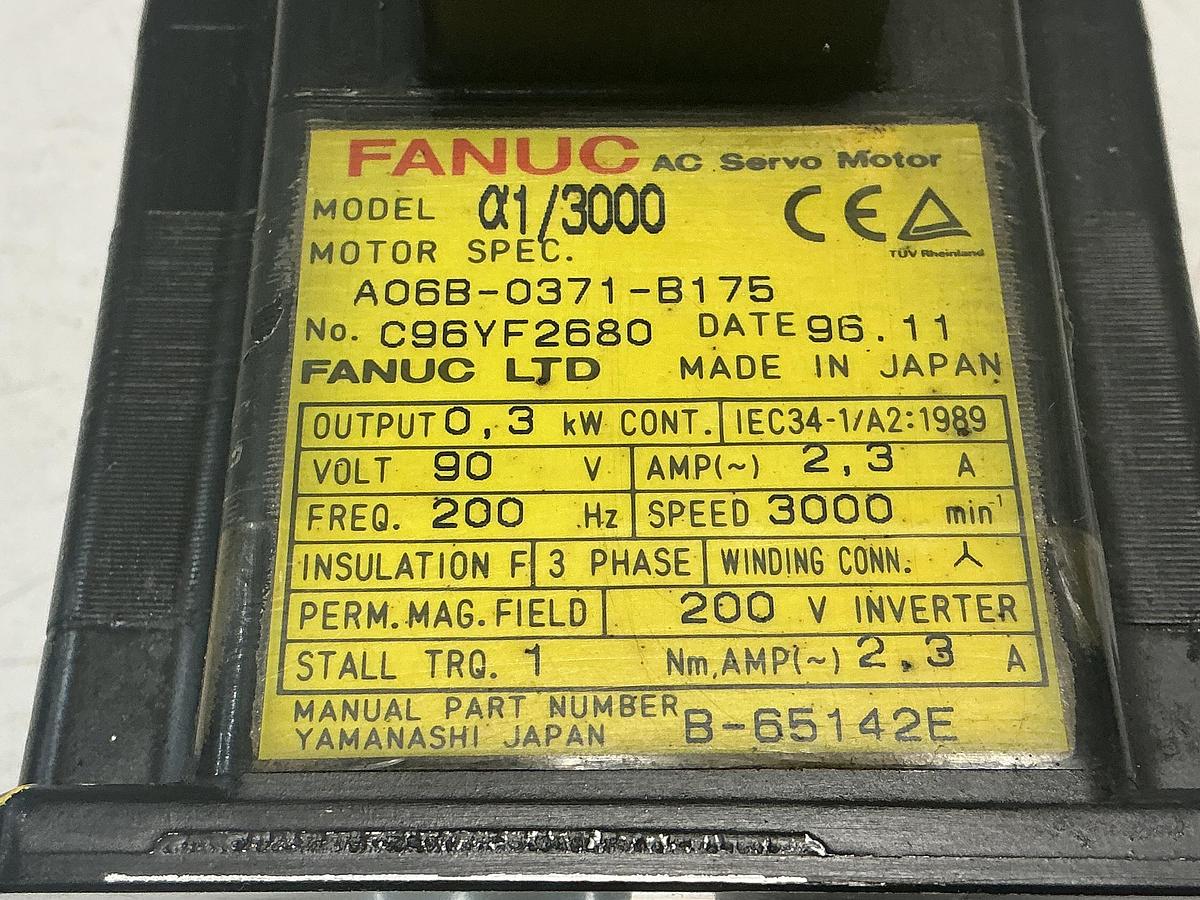 FANUC AC Servo Motor
MODEL α1/3000 CE
TÜV Rheinland
MOTOR SPEC.
A06B-0371-B175
No. C96YF2680 DATE 96.11
FANUC LTD MADE IN JAPAN
OUTPUT 0,3 kW CONT. IEC34-1/A2:1989
VOLT 90 V AMP(~) 2,3 A
FREQ. 200 Hz SPEED 3000 min⁻¹
INSULATION F 3 PHASE WINDING CONN. ⅄
PERM.MAG.FIELD 200 V INVERTER
STALL TRQ. 1 Nm,AMP(~) 2.3 A
MANUAL PART NUMBER B-65142E
YAMANASHI JAPAN